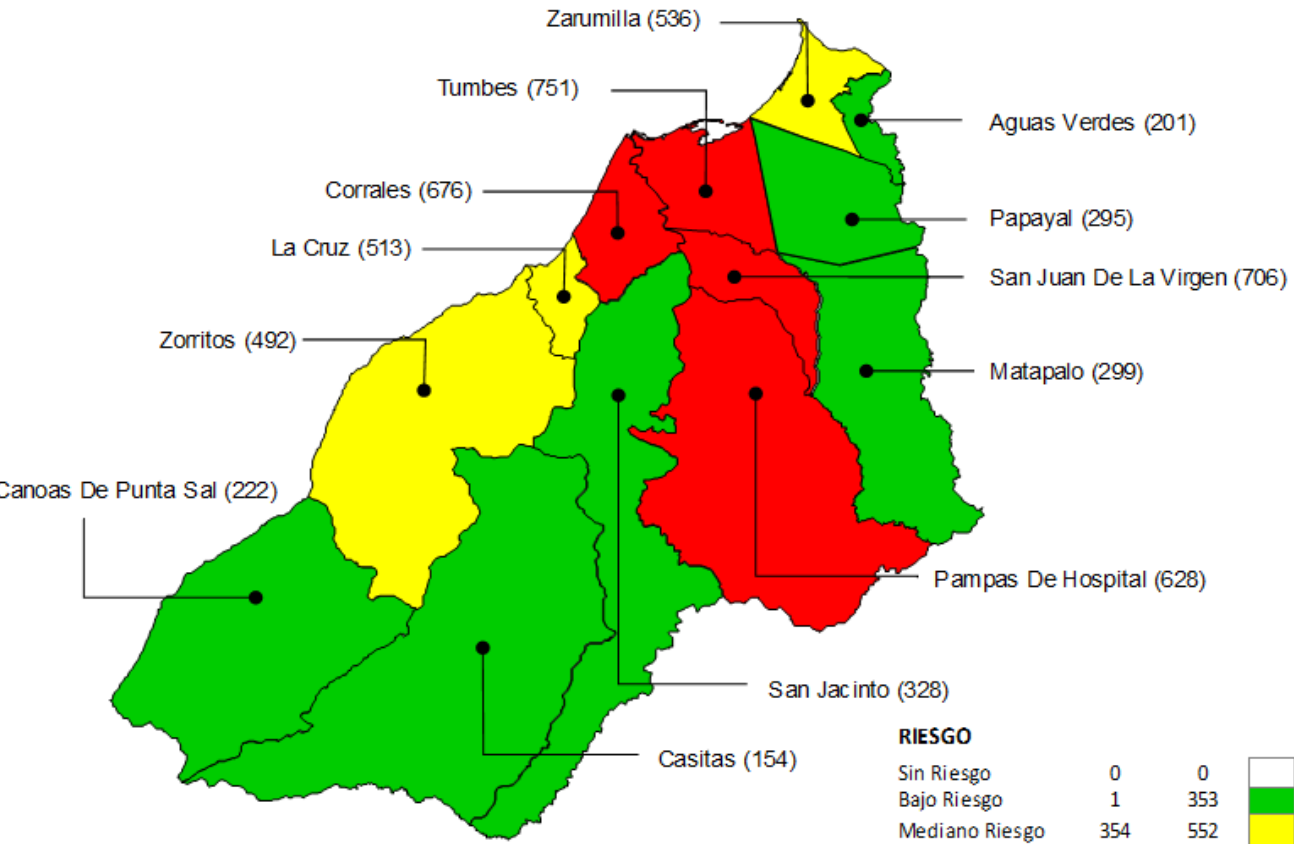 Zarumilla (536)
Tumbes (751)
Aguas Verdes (201)
Corrales (676)
Papayal (295)
La Cruz (513)
San Juan De La Virgen (706)
Zorritos (492)
Matapalo (299)
Canoas De Punta Sal (222)
Pampas De Hospital (628)
San Jacinto (328)
Casitas (154)
RIESGO
Sin Riesgo 0 0
Bajo Riesgo 1 353
Mediano Riesgo 354 552